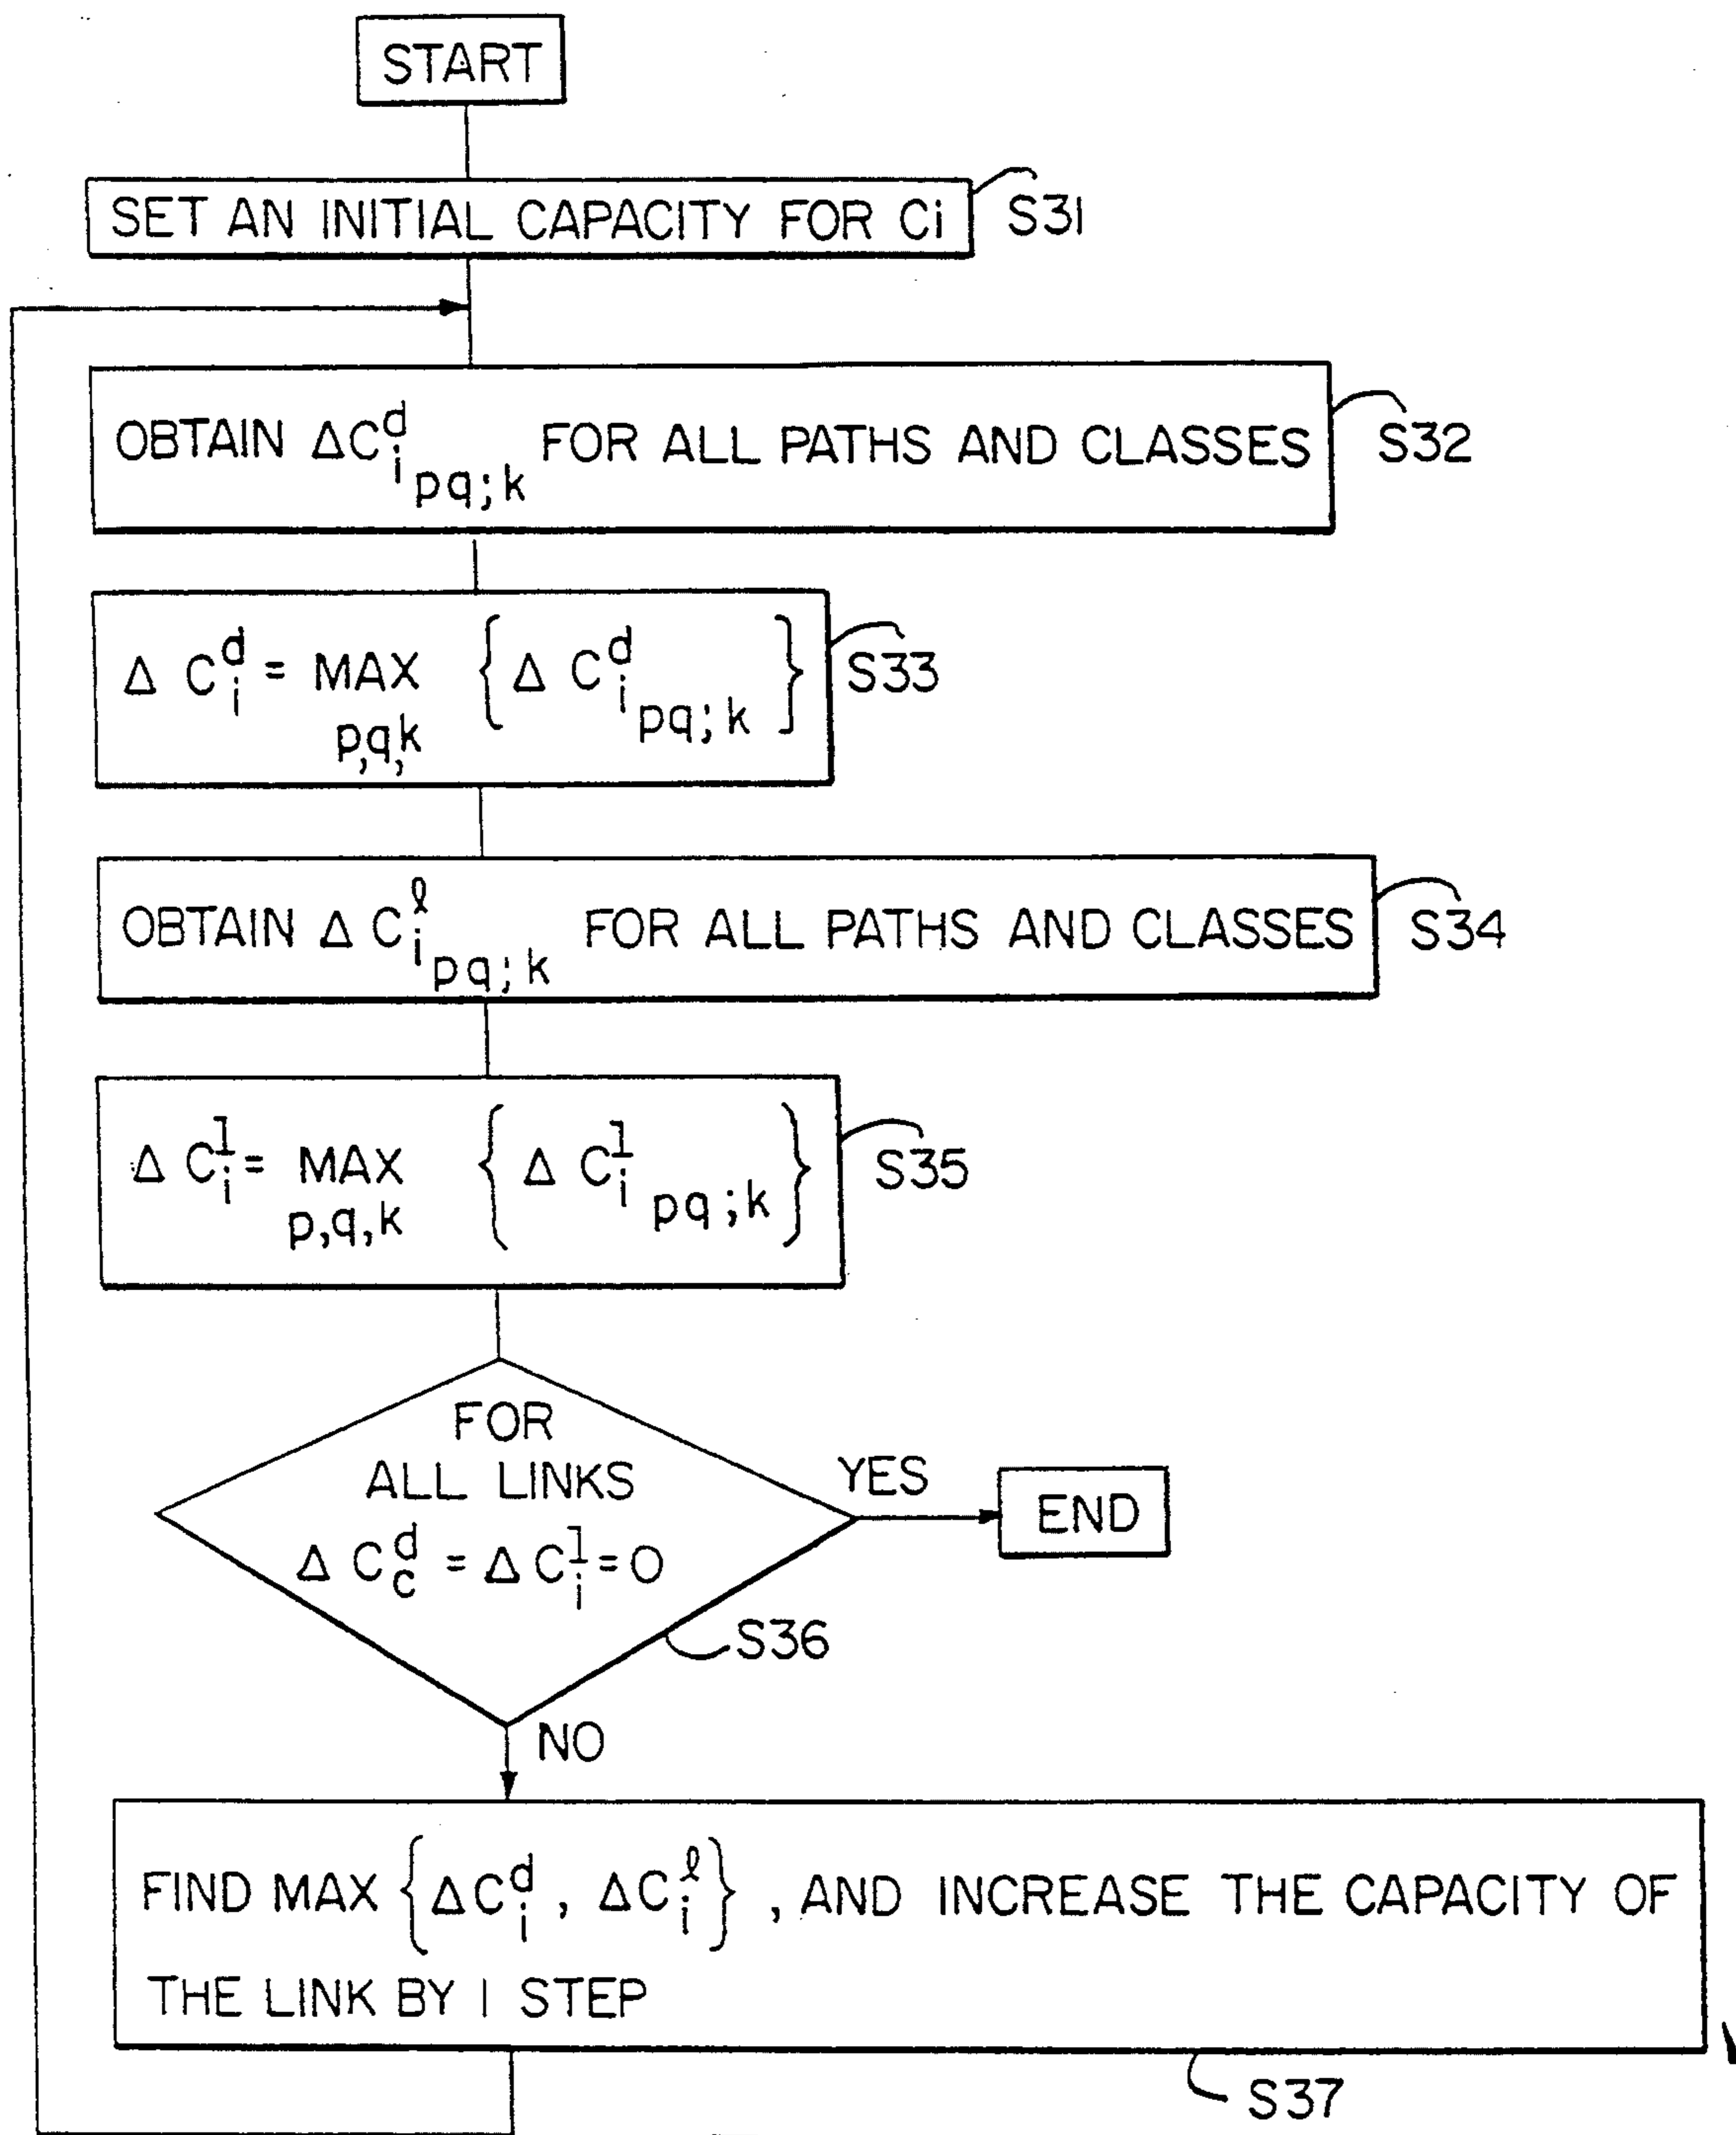 START
SET AN INITIAL CAPACITY FOR Ci S31
OBTAIN ΔC^d_i pq;k FOR ALL PATHS AND CLASSES S32
Δ C^d_i = MAX p,q,k { Δ C^d_i pq;k } S33
OBTAIN Δ C^ℓ_i pq;k FOR ALL PATHS AND CLASSES S34
Δ C^l_i = MAX p,q,k { Δ C^l_i pq;k } S35
FOR
ALL LINKS
Δ C^d_c = Δ C^l_i = 0
YES
END
S36
NO
FIND MAX { ΔC^d_i , ΔC^ℓ_i } , AND INCREASE THE CAPACITY OF
THE LINK BY 1 STEP
S37